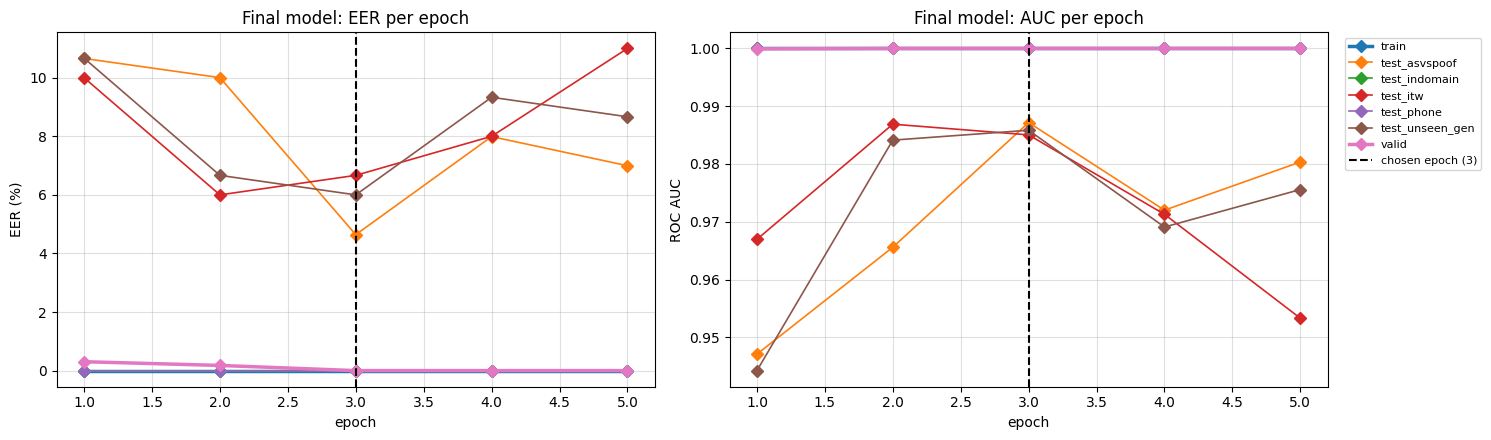 Final model: EER per epoch
EER (%)
10
8
6
4
2
0
1.0 1.5 2.0 2.5 3.0 3.5 4.0 4.5 5.0
epoch
Final model: AUC per epoch
ROC AUC
1.00
0.99
0.98
0.97
0.96
0.95
1.0 1.5 2.0 2.5 3.0 3.5 4.0 4.5 5.0
epoch
train
test_asvspoof
test_indomain
test_itw
test_phone
test_unseen_gen
valid
chosen epoch (3)